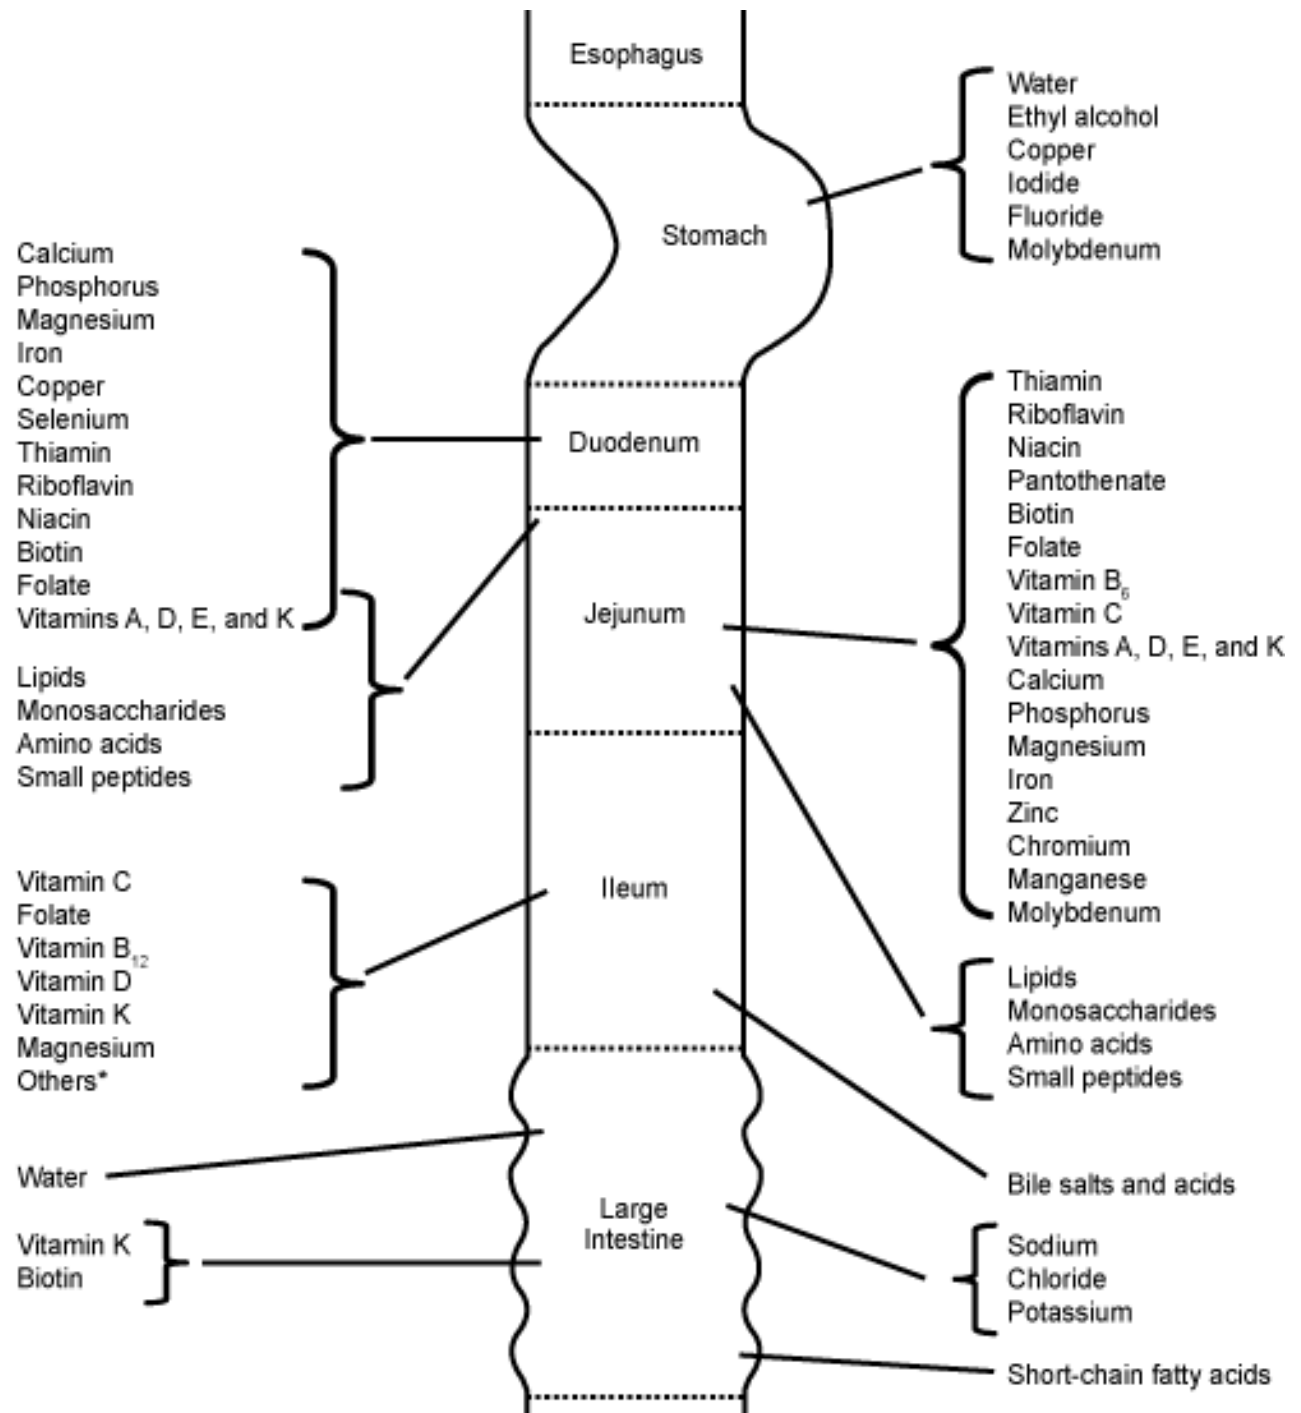 Esophagus
Stomach
Duodenum
Jejunum
Ileum
Large
Intestine
Calcium
Phosphorus
Magnesium
Iron
Copper
Selenium
Thiamin
Riboflavin
Niacin
Biotin
Folate
Vitamins A, D, E, and K
Lipids
Monosaccharides
Amino acids
Small peptides
Vitamin C
Folate
Vitamin B₁₂
Vitamin D
Vitamin K
Magnesium
Others*
Water
Vitamin K
Biotin
Water
Ethyl alcohol
Copper
Iodide
Fluoride
Molybdenum
Thiamin
Riboflavin
Niacin
Pantothenate
Biotin
Folate
Vitamin B₆
Vitamin C
Vitamins A, D, E, and K
Calcium
Phosphorus
Magnesium
Iron
Zinc
Chromium
Manganese
Molybdenum
Lipids
Monosaccharides
Amino acids
Small peptides
Bile salts and acids
Sodium
Chloride
Potassium
Short-chain fatty acids